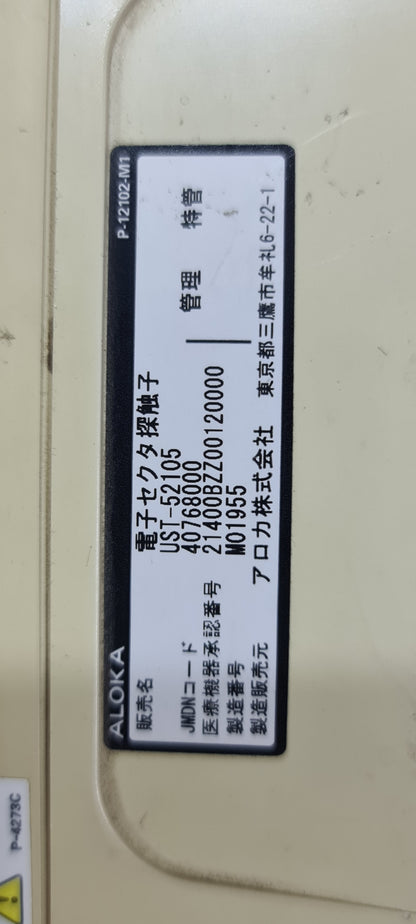 ALOKA P-12102-M1
販売名 電子セクタ探触子
UST-52105
JMDNコード 40768000 管理 特管
医療機器承認番号 21400BZZ00120000
製造番号 M01955
製造販売元 アロカ株式会社 東京都三鷹市牟礼6-22-1
P-4273C